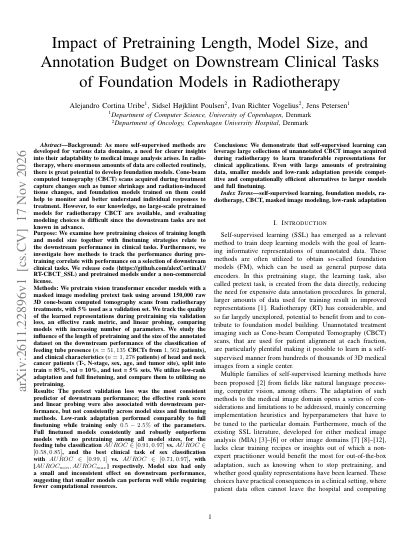 Impact of Pretraining Length, Model Size, and
Annotation Budget on Downstream Clinical Tasks
of Foundation Models in Radiotherapy
Alejandro Cortina Uribe¹, Sidsel Højklint Poulsen², Ivan Richter Vogelius², Jens Petersen¹
¹Department of Computer Science, University of Copenhagen, Denmark
²Department of Oncology, Copenhagen University Hospital, Denmark
arXiv:2611.22896v1 [cs.CV] 17 Nov 2026
Abstract—Background: As more self-supervised methods are
developed for various data domains, a need for clearer insights
into their adaptability to medical image analysis arises. In radio-
therapy, where enormous amounts of data are collected routinely,
there is great potential to develop foundation models. Cone-beam
computed tomography (CBCT) scans acquired during treatment
capture changes such as tumor shrinkage and radiation-induced
tissue changes, and foundation models trained on them could
help to monitor and better understand individual responses to
treatment. However, to our knowledge, no large-scale pretrained
models for radiotherapy CBCT are available, and evaluating
modeling choices is difficult since the downstream tasks are not
known in advance.
Purpose: We examine how pretraining choices of training length
and model size together with finetuning strategies relate to
the downstream performance in clinical tasks. Furthermore, we
investigate how methods to track the performance during pre-
training correlate with performance on a selection of downstream
clinical tasks. We release code (https://github.com/alexCortinaU/
RT-CBCT_SSL) and pretrained models under a non-commercial
license.
Methods: We pretrain vision transformer encoder models with a
masked image modeling pretext task using around 159,000 raw
3D cone-beam computer tomography scans from radiotherapy
treatments, with 5% used as a validation set. We track the quality
of the learned representations during pretraining via validation
loss, an effective rank metric, and linear probing, comparing
models with increasing number of parameters. We study the
influence of length of pretraining and the size of the annotated
dataset on the downstream performance of the classification
of feeding tube presence in CBCTs
and clinical characteristics
of head and neck
cancer patients (T-, N-stage, sex, age, and tumor site), split into
train = 85%, val = 10%, and test = 5% sets. We utilize low-rank
adaptation and full finetuning, and compare them to utilizing no
pretraining.
Results: The pretext validation loss was the most consistent
predictor of downstream performance; the effective rank score
and linear probing were also associated with downstream per-
formance, but not consistently across model sizes and finetuning
methods. Low-rank adaptation performed comparable to full
finetuning while training only 0.5 − 2.5% of the parameters.
Full finetuned models consistently and robustly outperform
models with no pretraining among all model sizes, for the
feeding tube classification AUROC ∈ [0.91, 0.97] vs. AUROC ∈
[0.58, 0.85], and the best clinical task of sex classification
with AUROC ∈ [0.99, 1] vs. AUROC ∈ [0.71, 0.97], with
respectively. Model size had only
a small and inconsistent effect on downstream performance,
suggesting that smaller models can perform well while requiring
fewer computational resources.
Conclusions: We demonstrate that self-supervised learning can
leverage large collections of unannotated CBCT images acquired
during radiotherapy to learn transferable representations for
clinical applications. Even with large amounts of pretraining
data, smaller models and low-rank adaptation provide competi-
tive and computationally efficient alternatives to larger models
and full finetuning.
Index Terms—self-supervised learning, foundation models, ra-
diotherapy, CBCT, masked image modeling, low-rank adaptation
I. Introduction
Self-supervised learning (SSL) has emerged as a relevant
method to train deep learning models with the goal of learn-
ing informative representations of unannotated data. These
methods are often utilized to obtain so-called foundation
models (FM), which can be used as general purpose data
encoders. In this pretraining stage, the learning task, also
called pretext task, is created from the data directly, reducing
the need for expensive data annotation procedures. In general,
larger amounts of data used for training result in improved
representations [1]. Radiotherapy (RT) has considerable, and
so far largely unexplored, potential to benefit from and to con-
tribute to foundation model building. Unannotated treatment
imaging such as Cone-beam Computed Tomography (CBCT)
scans, that are used for patient alignment at each fraction,
are particularly plentiful making it possible to learn in a self-
supervised manner from hundreds of thousands of 3D medical
images from a single center.
Multiple families of self-supervised methods have been
proposed [2] from fields like natural language process-
ing, computer vision, among others. The adaptation of such
methods to the medical image domain opens a series of con-
siderations and limitations to be addressed, mainly concerning
implementation heuristics and hyperparameters that have to
be tuned to the particular domain. Furthermore, much of the
existing SSL literature, developed for either medical image
analysis (MIA) [3]–[6] or other image domains [7] [8]–[12],
lacks clear training recipes or insights out of which a non-
expert practitioner would benefit the most for out-of-the-box
adaptation, such as knowing when to stop pretraining, and
whether good quality representations have been learned. These
choices have practical consequences in a clinical setting, where
patient data often cannot leave the hospital and computing
1